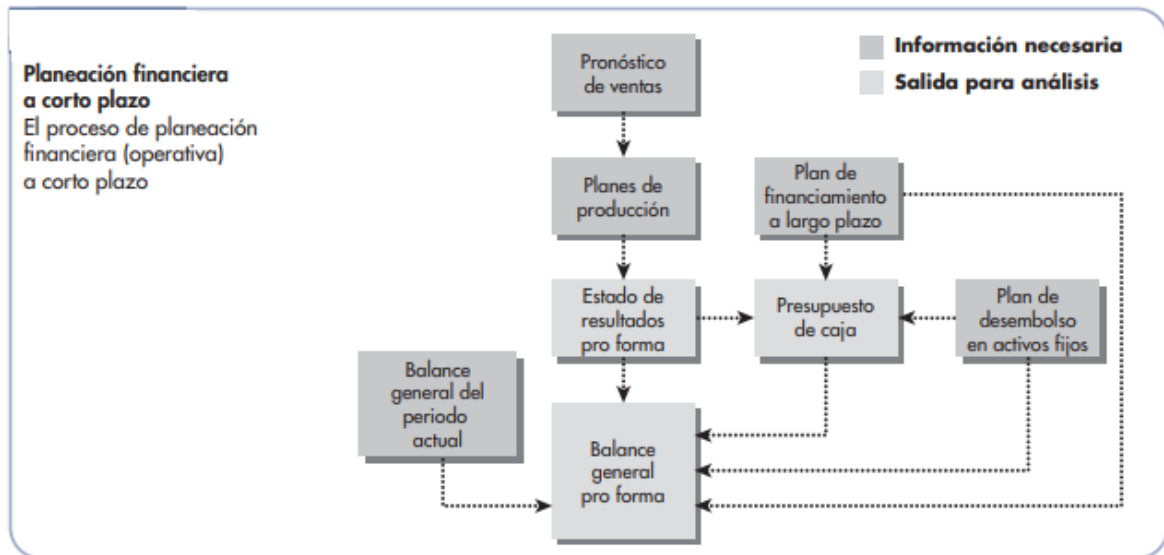 Planeación financiera
a corto plazo
El proceso de planeación
financiera (operativa)
a corto plazo
Información necesaria
Salida para análisis
Pronóstico
de ventas
Planes de
producción
Plan de
financiamiento
a largo plazo
Estado de
resultados
pro forma
Presupuesto
de caja
Plan de
desembolso
en activos fijos
Balance
general del
periodo
actual
Balance
general
pro forma